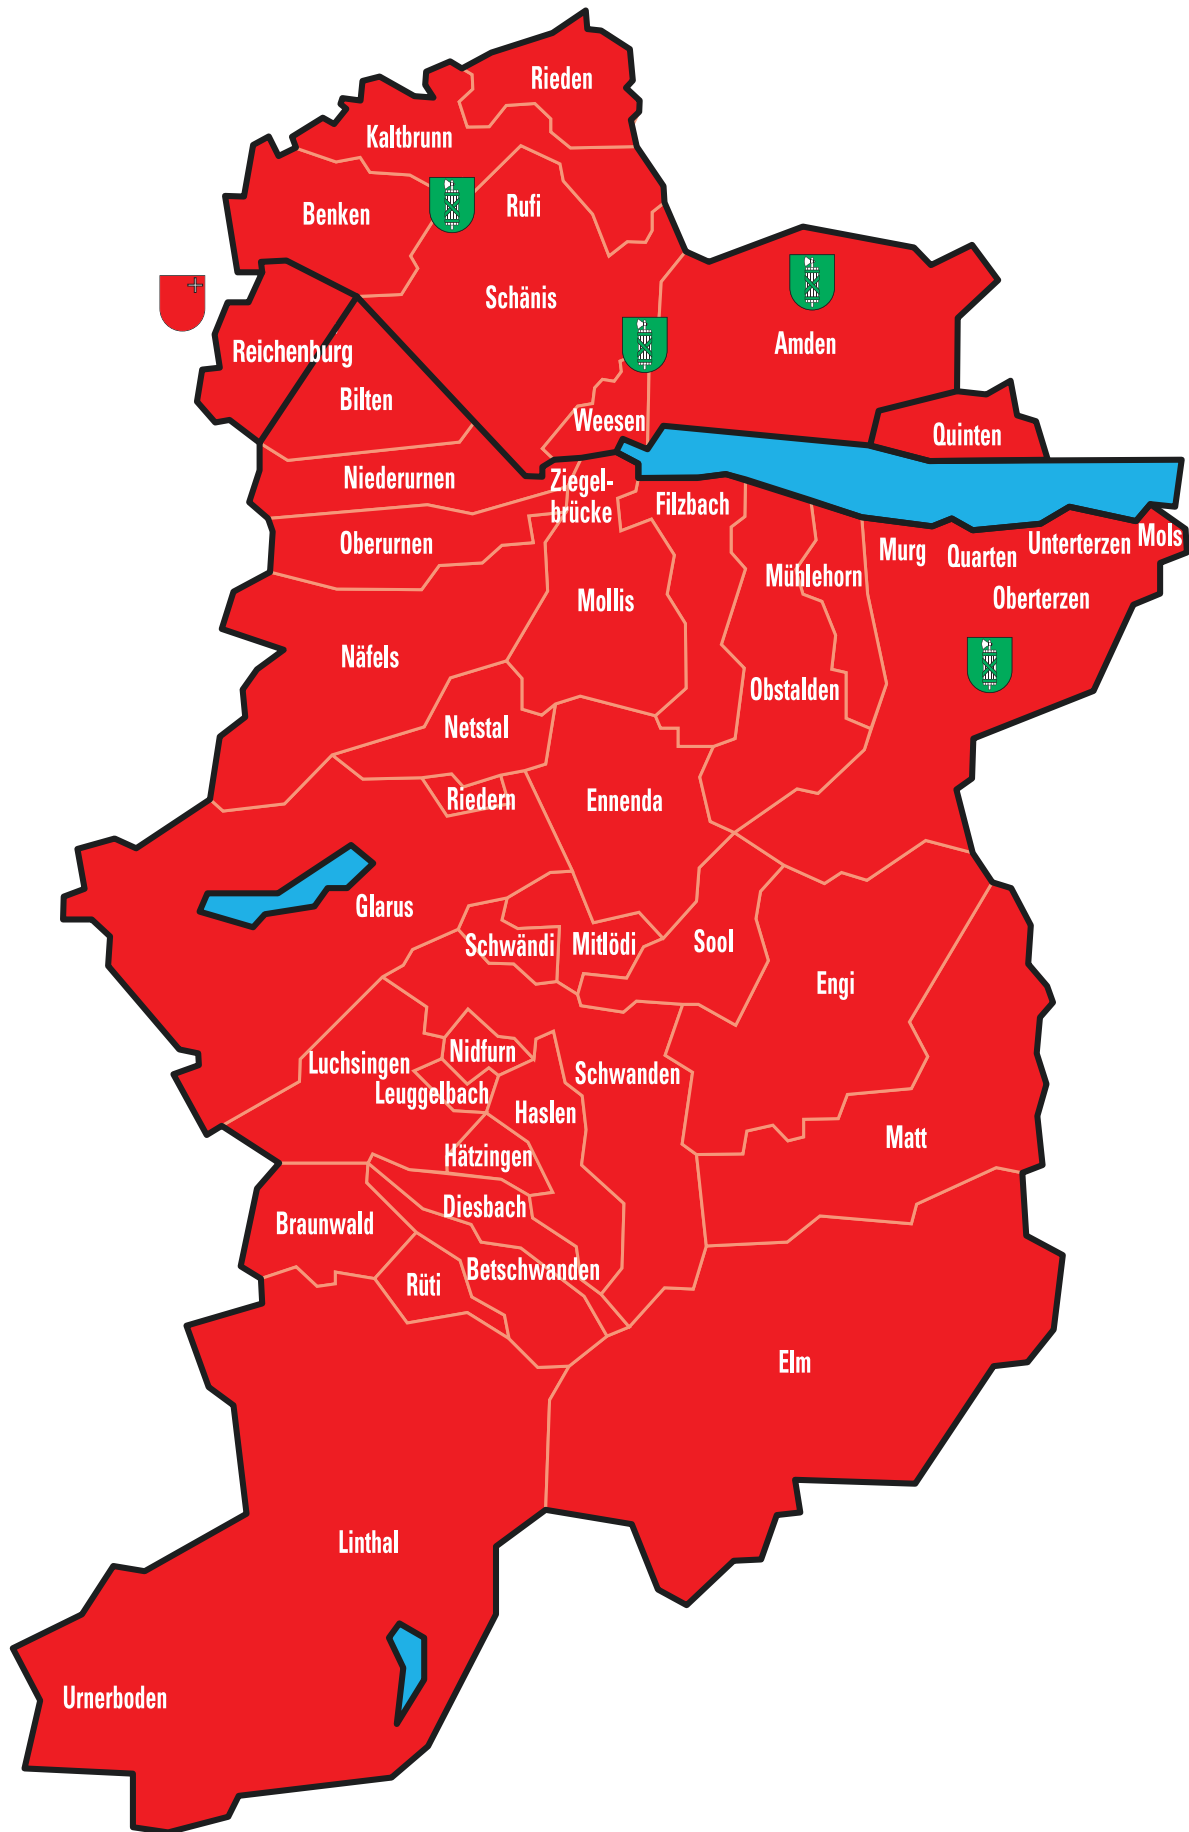 Rieden
Kaltbrunn
Rufi
Benken
Schänis
Amden
Reichenburg
Bilten
Weesen
Quinten
Niederurnen
Ziegel-
brücke
Filzbach
Oberurnen
Murg
Quarten
Unterterzen
Mols
Mühlehorn
Oberterzen
Mollis
Näfels
Obstalden
Netstal
Riedern
Ennenda
Glarus
Schwändi
Mitlödi
Sool
Engi
Nidfurn
Luchsingen
Schwanden
Leuggelbach
Haslen
Matt
Hätzingen
Diesbach
Braunwald
Betschwanden
Rüti
Elm
Linthal
Urnerboden